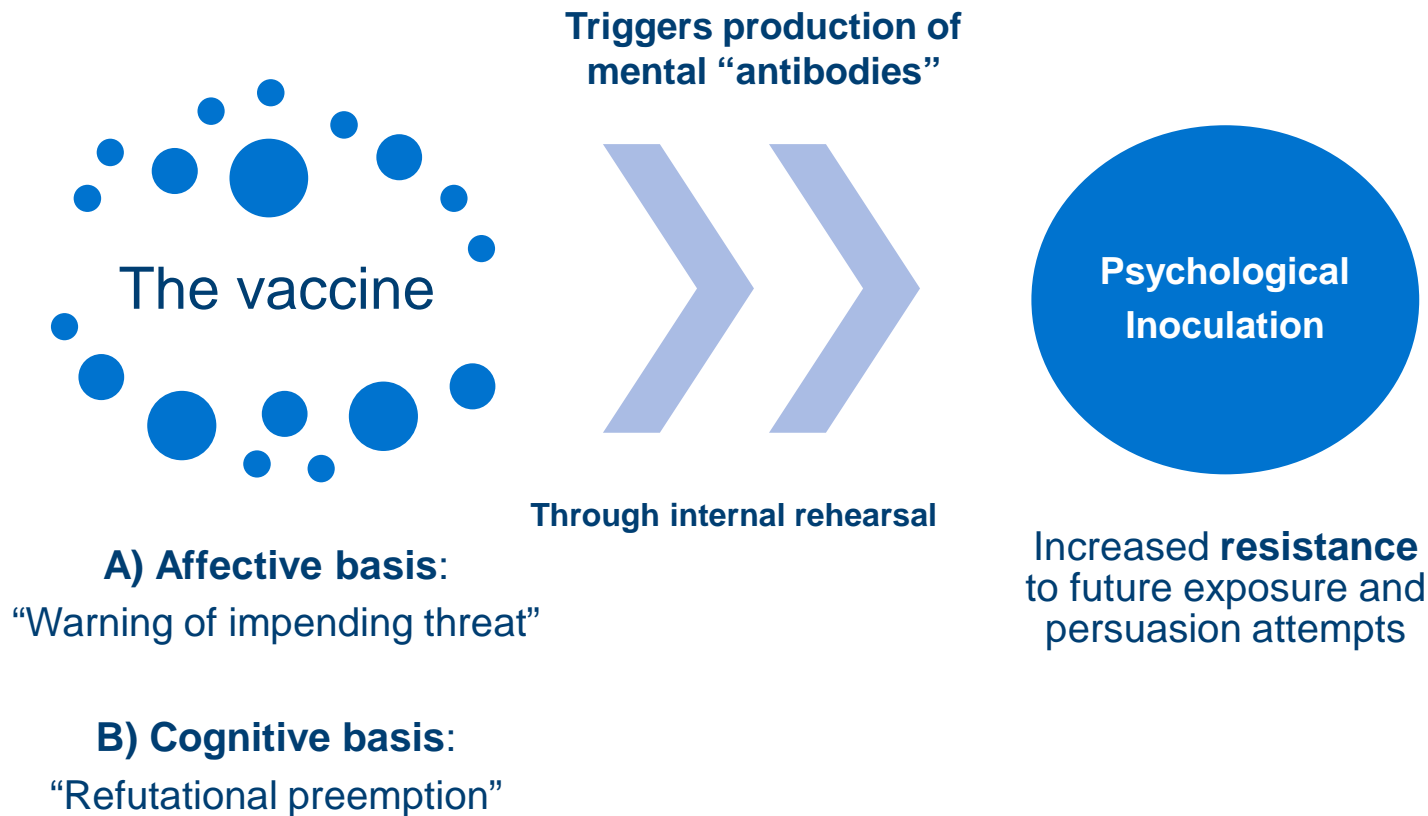 Triggers production of
mental “antibodies”
The vaccine
Psychological
Inoculation
Through internal rehearsal
A) Affective basis:
“Warning of impending threat”
B) Cognitive basis:
“Refutational preemption”
Increased resistance
to future exposure and
persuasion attempts